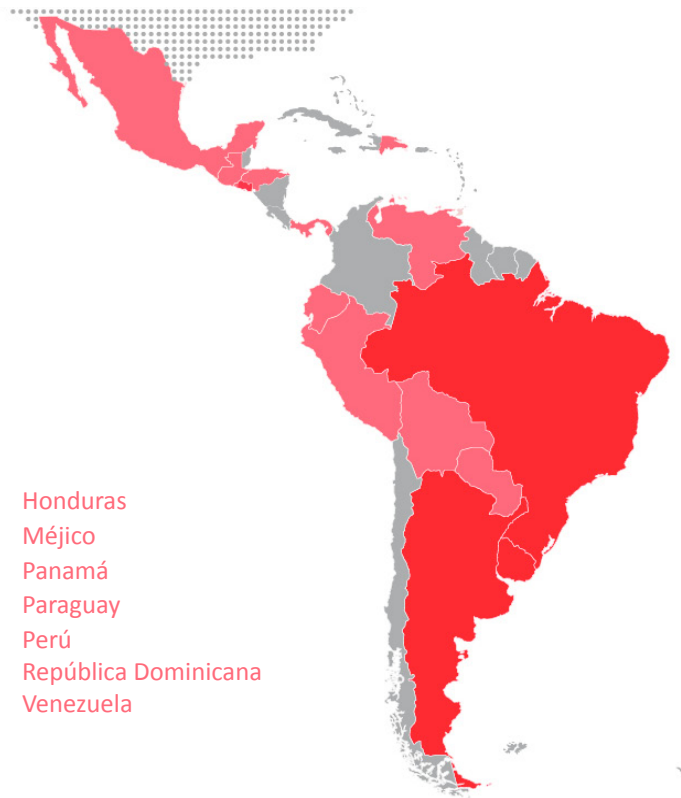 Honduras
Méjico
Panamá
Paraguay
Perú
República Dominicana
Venezuela